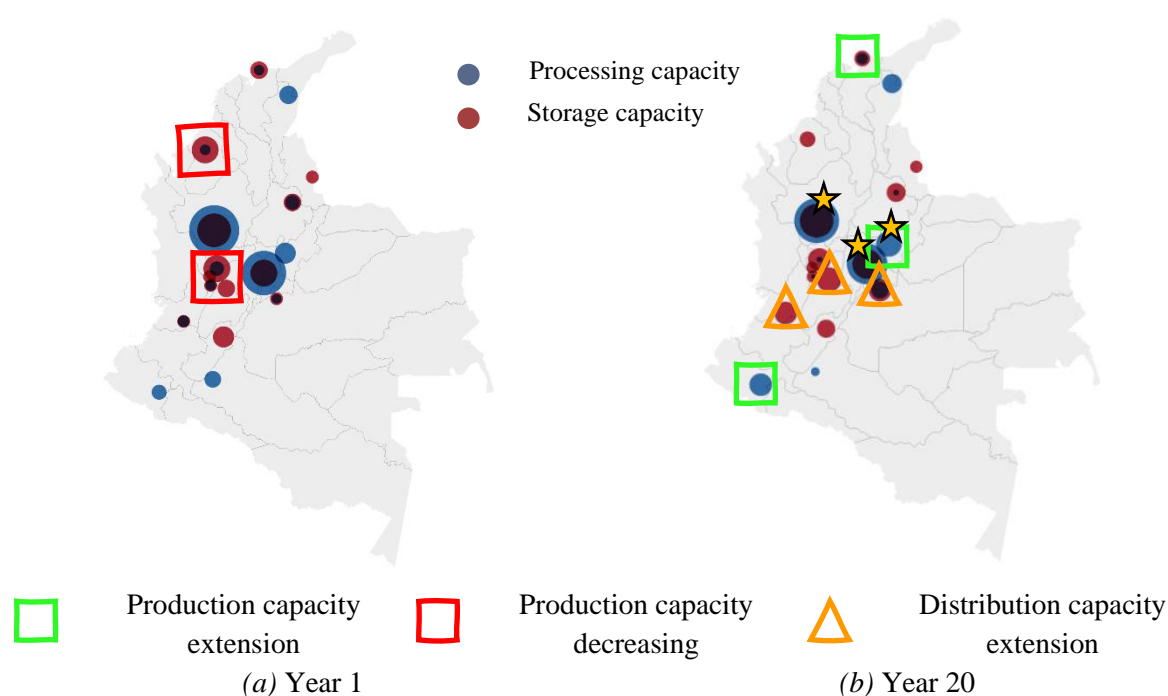 Processing capacity
Storage capacity
Production capacity
extension
Production capacity
decreasing
Distribution capacity
extension
(a) Year 1
(b) Year 20